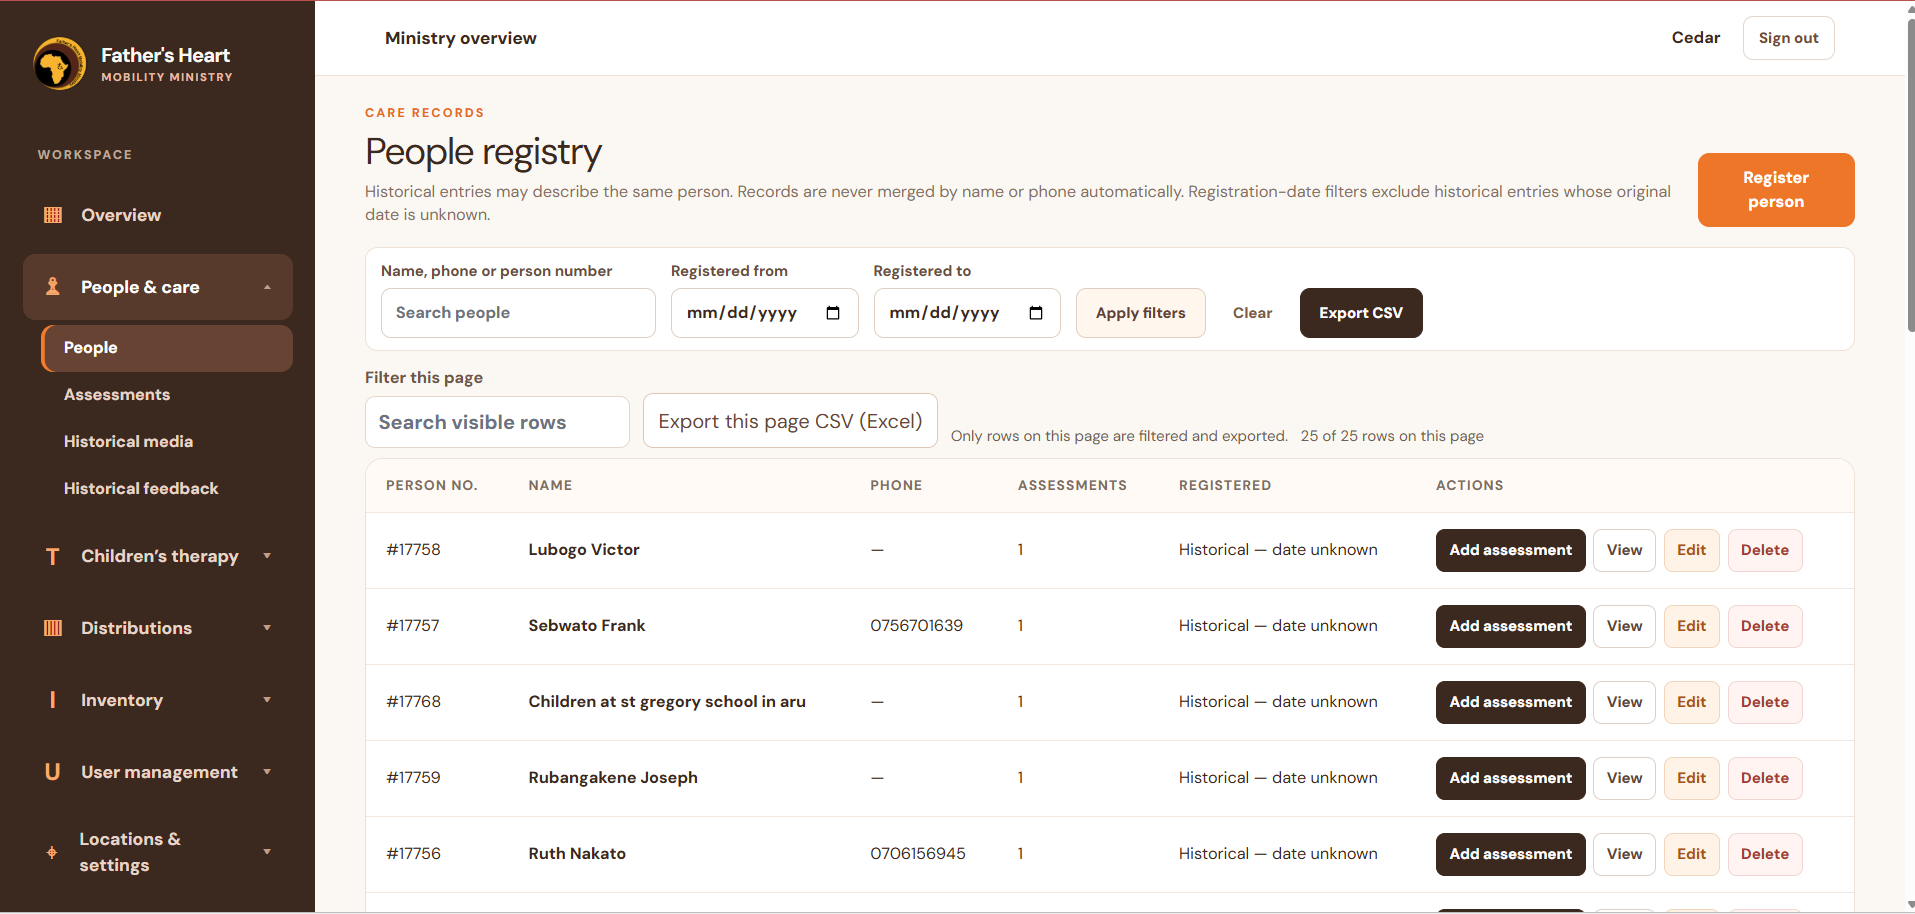 Father's Heart
MOBILITY MINISTRY
WORKSPACE
Overview
People & care
People
Assessments
Historical media
Historical feedback
T Children's therapy
Distributions
I Inventory
U User management
Locations &
settings
Ministry overview
Cedar
Sign out
CARE RECORDS
People registry
Historical entries may describe the same person. Records are never merged by name or phone automatically. Registration-date filters exclude historical entries whose original
date is unknown.
Register
person
Name, phone or person number
Registered from
Registered to
Search people
mm/dd/yyyy
mm/dd/yyyy
Apply filters
Clear
Export CSV
Filter this page
Search visible rows
Export this page CSV (Excel)
Only rows on this page are filtered and exported. 25 of 25 rows on this page
PERSON NO. NAME PHONE ASSESSMENTS REGISTERED ACTIONS
#17758 Lubogo Victor — 1 Historical — date unknown Add assessment View Edit Delete
#17757 Sebwato Frank 0756701639 1 Historical — date unknown Add assessment View Edit Delete
#17768 Children at st gregory school in aru — 1 Historical — date unknown Add assessment View Edit Delete
#17759 Rubangakene Joseph — 1 Historical — date unknown Add assessment View Edit Delete
#17756 Ruth Nakato 0706156945 1 Historical — date unknown Add assessment View Edit Delete